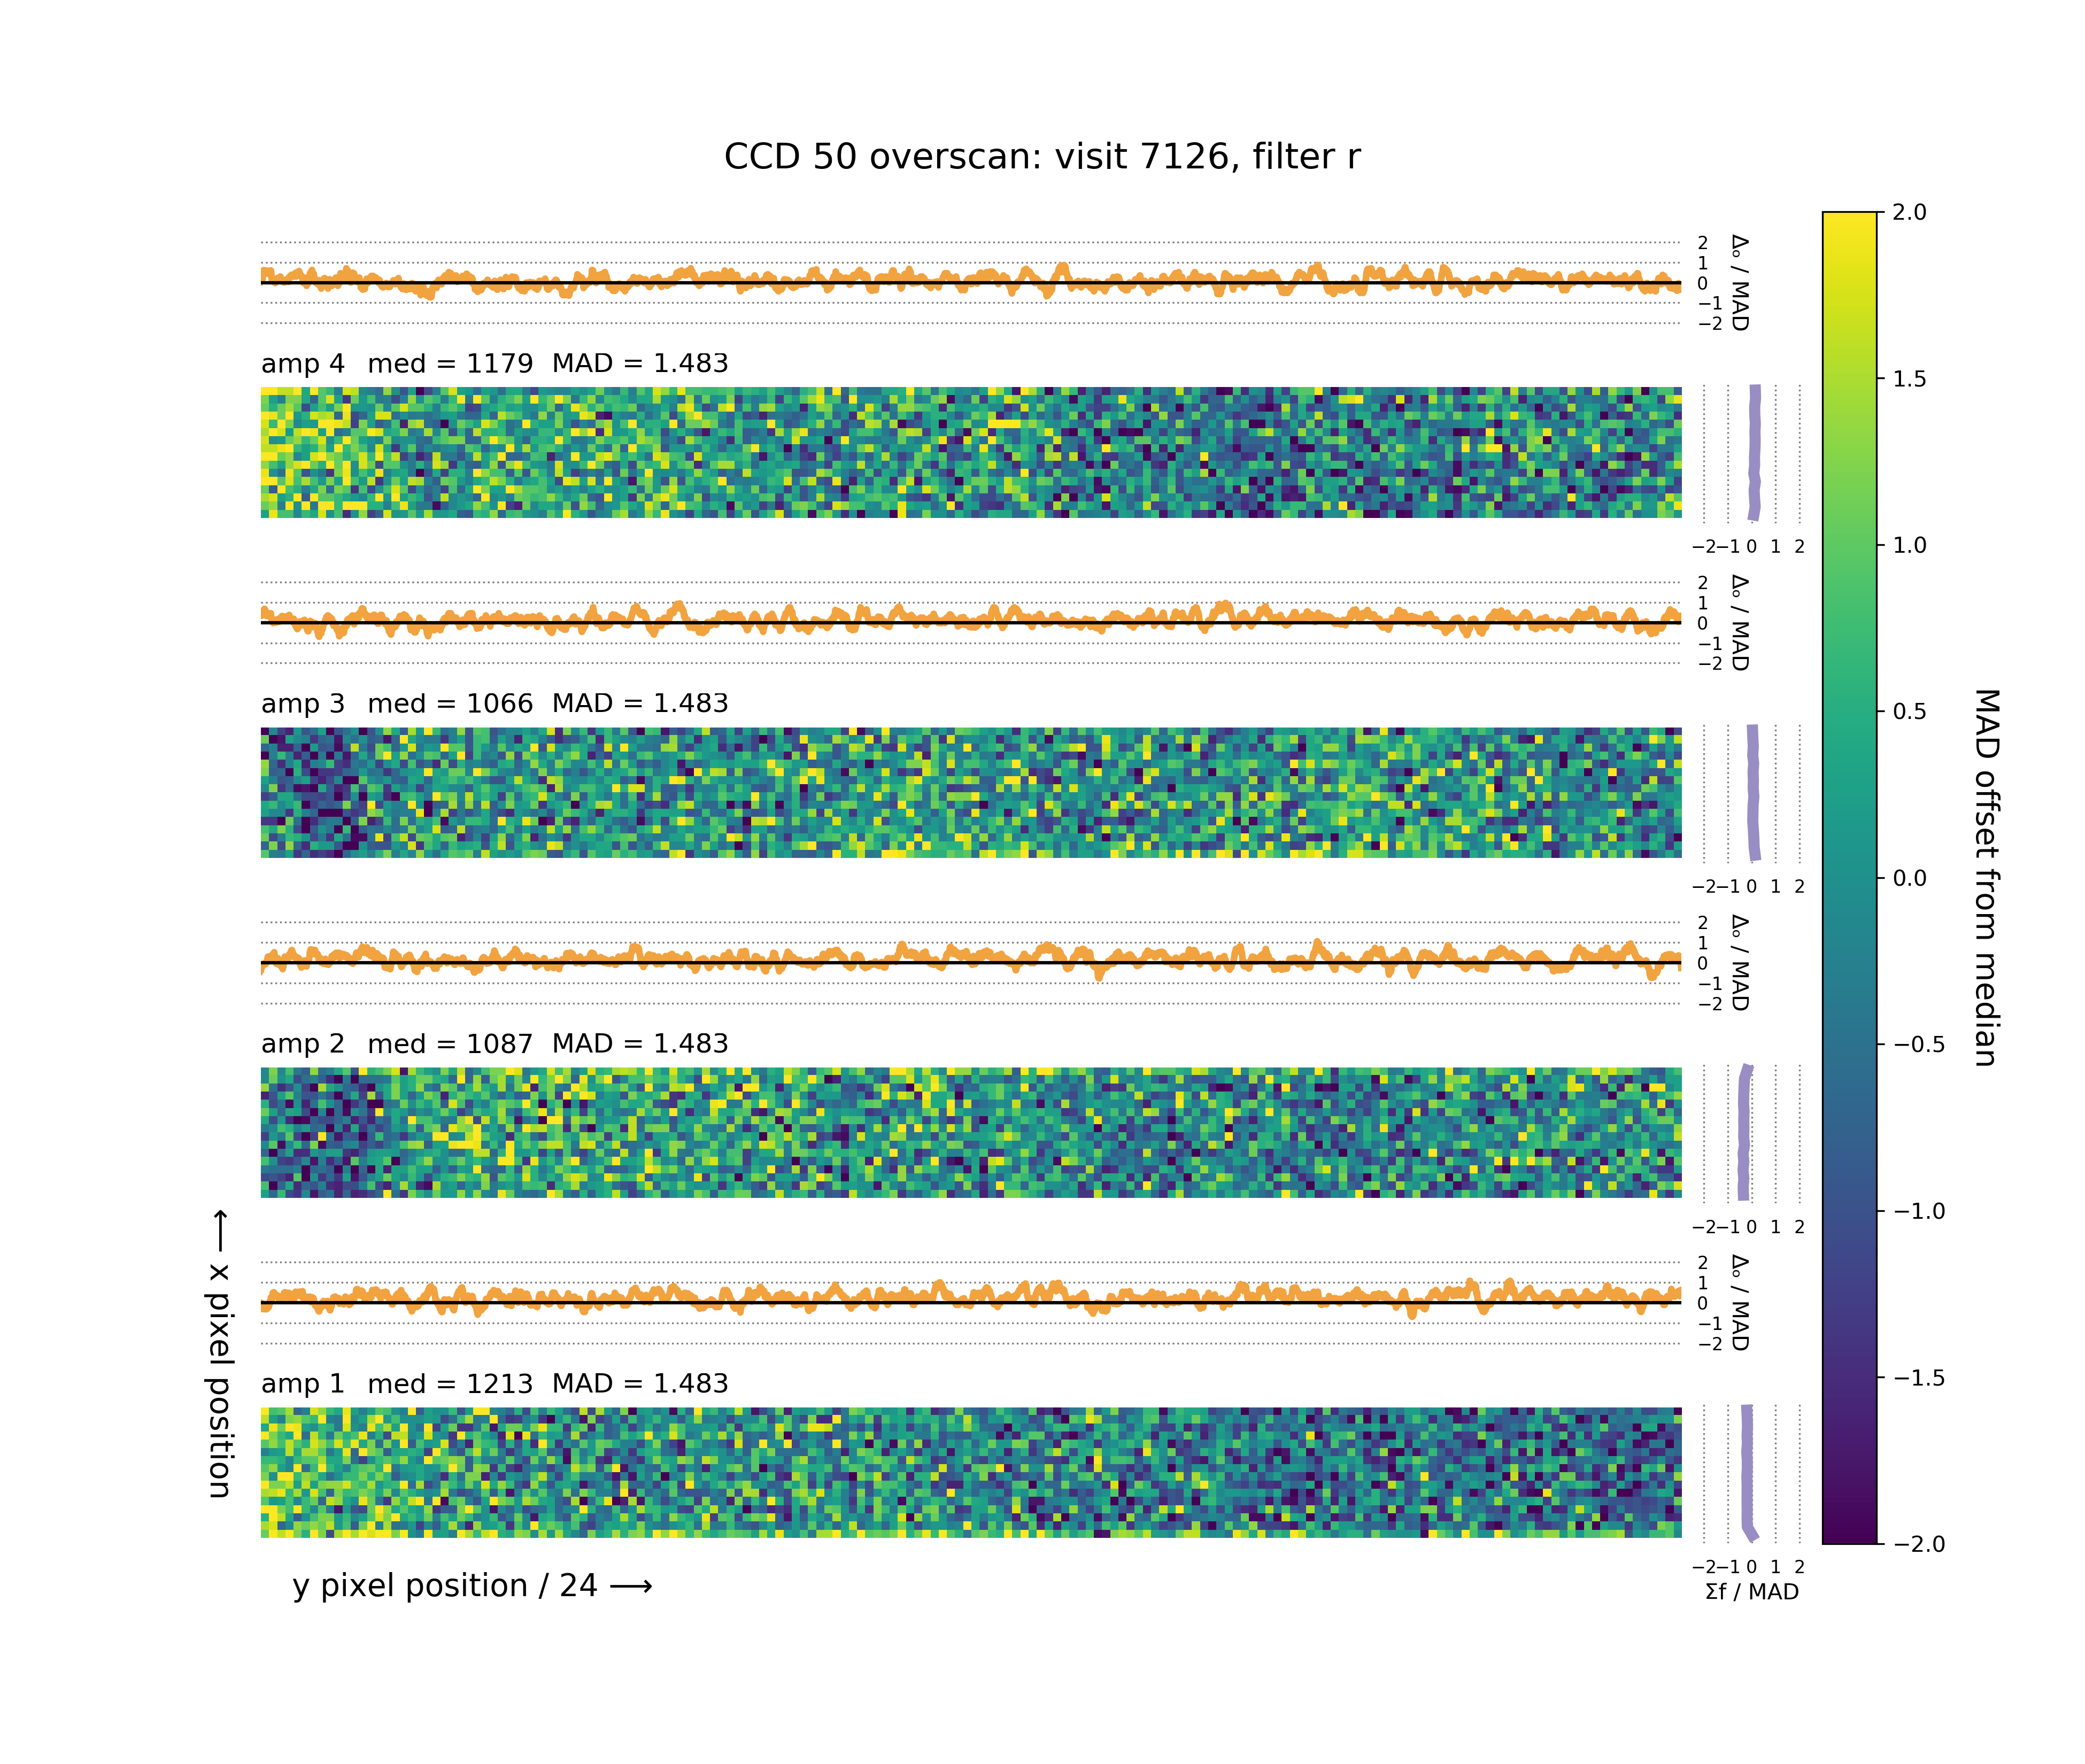 CCD 50 overscan: visit 7126, filter r
2
1
0
−1
−2
Δₒ / MAD
amp 4 med = 1179 MAD = 1.483
−2 −1 0 1 2
2
1
0
−1
−2
Δₒ / MAD
amp 3 med = 1066 MAD = 1.483
−2 −1 0 1 2
2
1
0
−1
−2
Δₒ / MAD
amp 2 med = 1087 MAD = 1.483
−2 −1 0 1 2
2
1
0
−1
−2
Δₒ / MAD
amp 1 med = 1213 MAD = 1.483
−2 −1 0 1 2
Σf / MAD
y pixel position / 24 ⟶
⟵ x pixel position
2.0
1.5
1.0
0.5
0.0
−0.5
−1.0
−1.5
−2.0
MAD offset from median